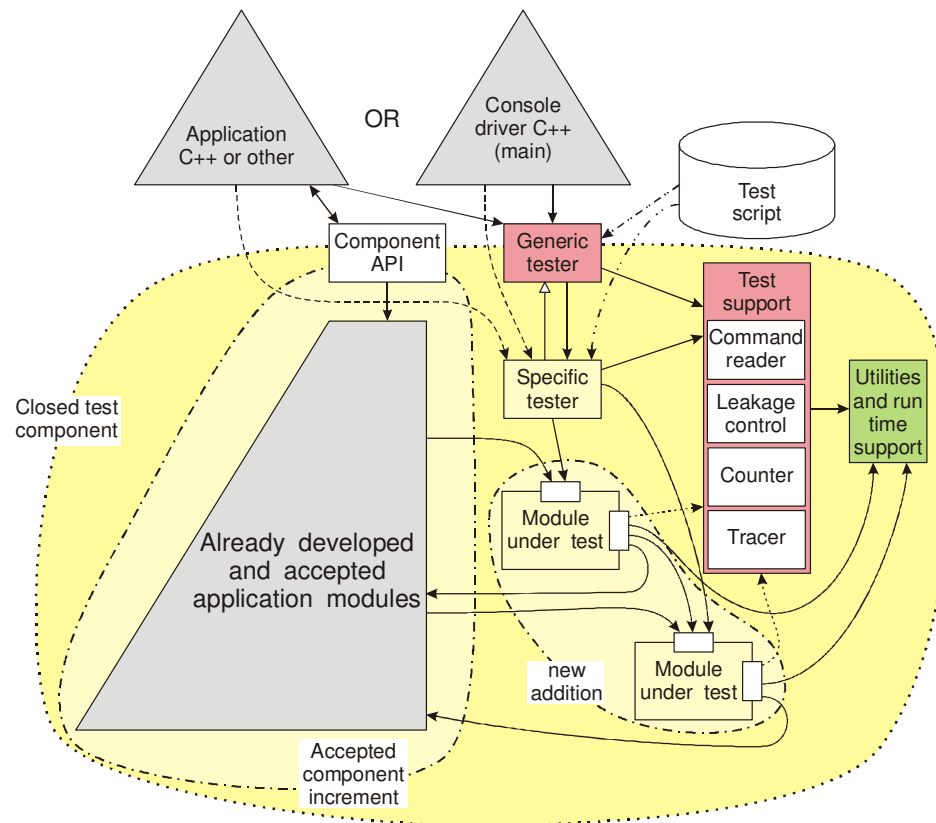 Application
C++ or other
OR
Console
driver C++
(main)
Test
script
Component
API
Generic
tester
Test
support
Command
reader
Leakage
control
Counter
Tracer
Utilities
and run
time
support
Specific
tester
Closed test
component
Module
under test
Already developed
and accepted
application modules
Module
under test
new
addition
Accepted
component
increment